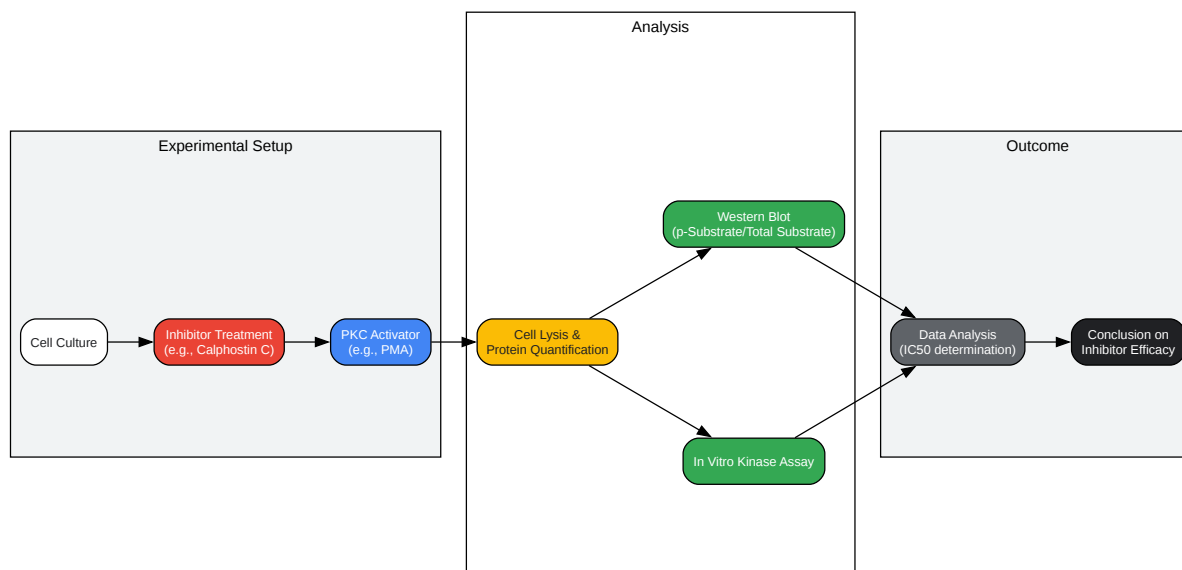 Analysis
Experimental Setup
Outcome
Western Blot
(p-Substrate/Total Substrate)
Cell Culture
Inhibitor Treatment
(e.g., Calphostin C)
PKC Activator
(e.g., PMA)
Cell Lysis &
Protein Quantification
Data Analysis
(IC50 determination)
Conclusion on
Inhibitor Efficacy
In Vitro Kinase Assay